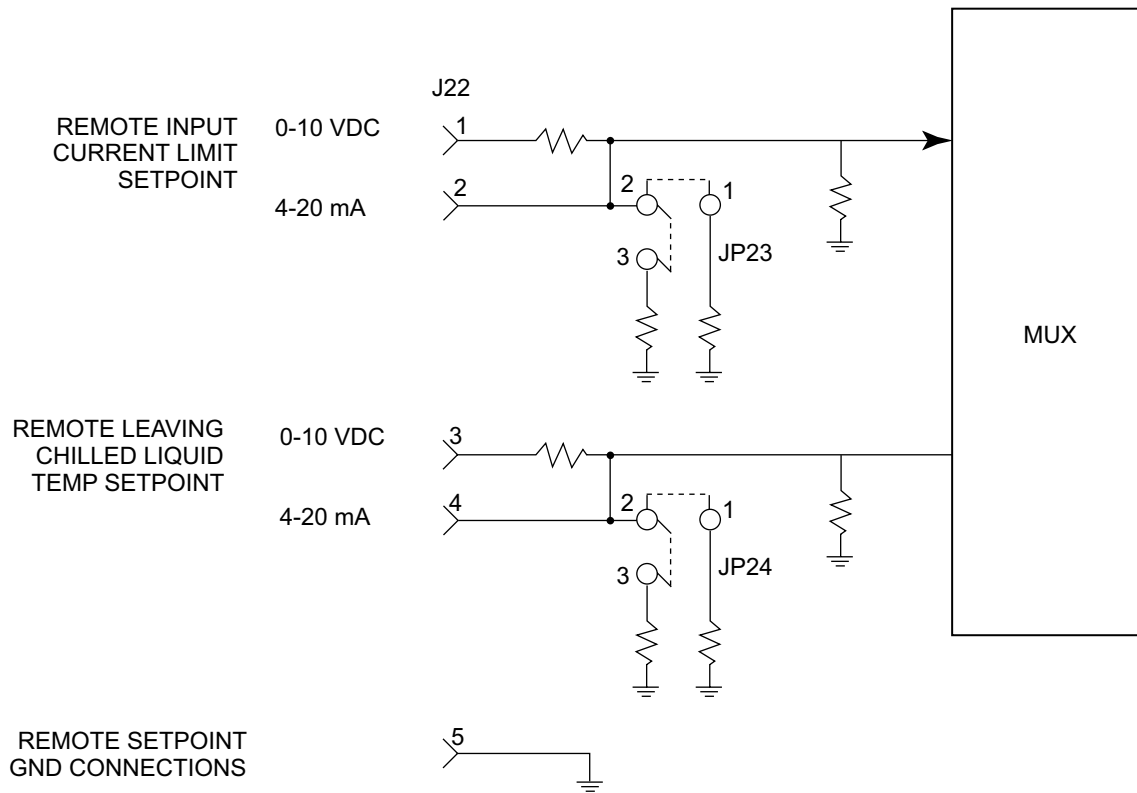 J22
REMOTE INPUT
CURRENT LIMIT
SETPOINT
0-10 VDC
1
4-20 mA
2
2
1
3
JP23
MUX
REMOTE LEAVING
CHILLED LIQUID
TEMP SETPOINT
0-10 VDC
3
4-20 mA
4
2
1
3
JP24
REMOTE SETPOINT
GND CONNECTIONS
5